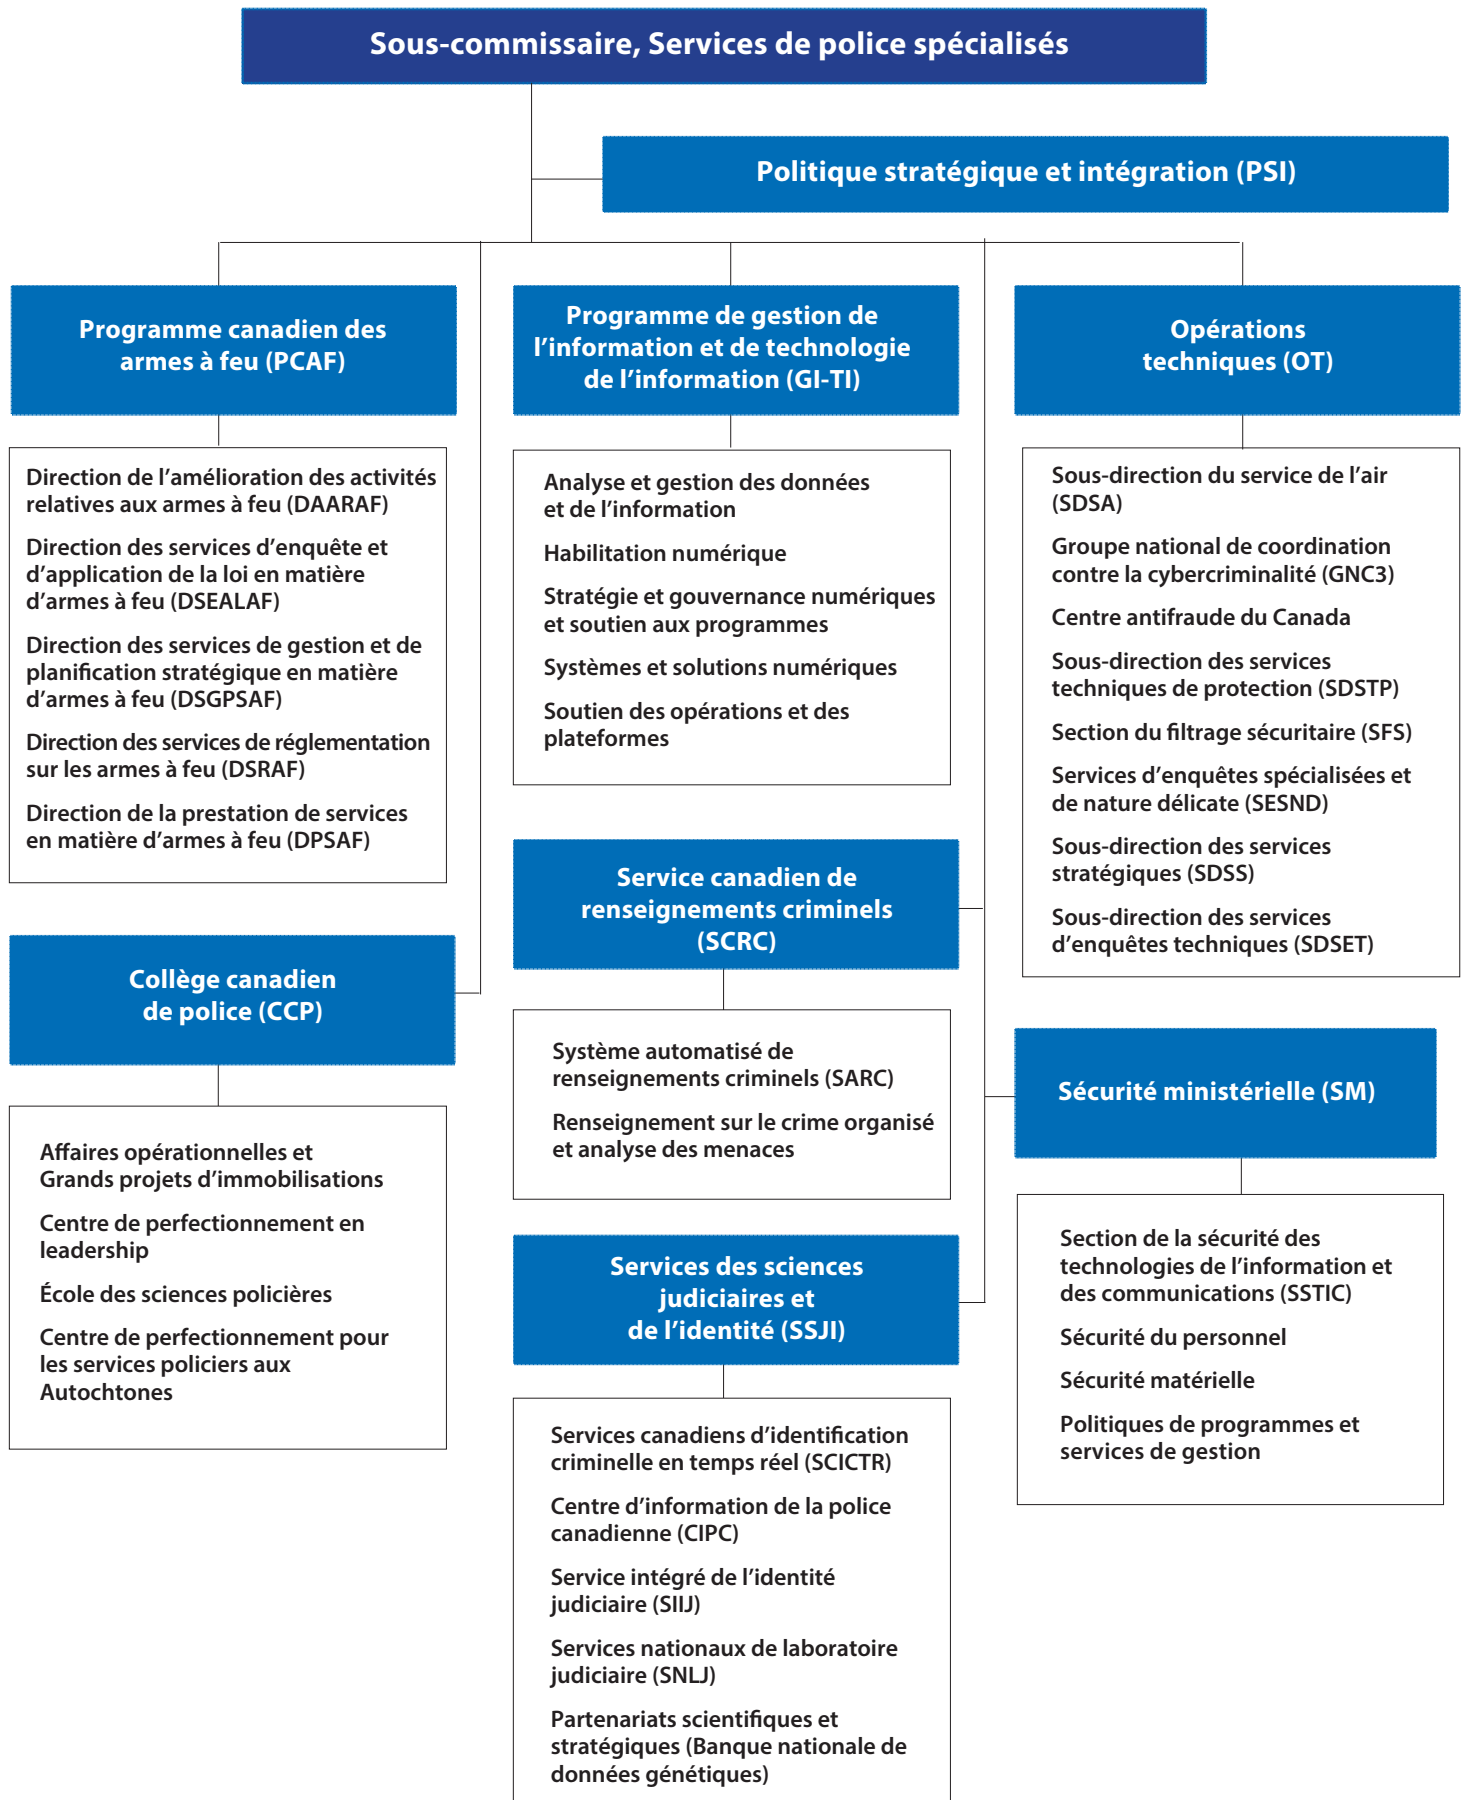 Sous-commissaire, Services de police spécialisés
Politique stratégique et intégration (PSI)
Programme canadien des
armes à feu (PCAF)
Direction de l’amélioration des activités
relatives aux armes à feu (DAARAF)
Direction des services d’enquête et
d’application de la loi en matière
d’armes à feu (DSEALAF)
Direction des services de gestion et de
planification stratégique en matière
d’armes à feu (DSGPSAF)
Direction des services de réglementation
sur les armes à feu (DSRAF)
Direction de la prestation de services
en matière d’armes à feu (DPSAF)
Collège canadien
de police (CCP)
Affaires opérationnelles et
Grands projets d’immobilisations
Centre de perfectionnement en
leadership
École des sciences policières
Centre de perfectionnement pour
les services policiers aux
Autochtones
Programme de gestion de
l’information et de technologie
de l’information (GI-TI)
Analyse et gestion des données
et de l’information
Habilitation numérique
Stratégie et gouvernance numériques
et soutien aux programmes
Systèmes et solutions numériques
Soutien des opérations et des
plateformes
Service canadien de
renseignements criminels
(SCRC)
Système automatisé de
renseignements criminels (SARC)
Renseignement sur le crime organisé
et analyse des menaces
Services des sciences
judiciaires et
de l’identité (SSJI)
Services canadiens d’identification
criminelle en temps réel (SCICTR)
Centre d’information de la police
canadienne (CIPC)
Service intégré de l’identité
judiciaire (SIIJ)
Services nationaux de laboratoire
judiciaire (SNLJ)
Partenariats scientifiques et
stratégiques (Banque nationale de
données génétiques)
Opérations
techniques (OT)
Sous-direction du service de l’air
(SDSA)
Groupe national de coordination
contre la cybercriminalité (GNC3)
Centre antifraude du Canada
Sous-direction des services
techniques de protection (SDSTP)
Section du filtrage sécuritaire (SFS)
Services d’enquêtes spécialisées et
de nature délicate (SESND)
Sous-direction des services
stratégiques (SDSS)
Sous-direction des services
d’enquêtes techniques (SDSET)
Sécurité ministérielle (SM)
Section de la sécurité des
technologies de l’information et
des communications (SSTIC)
Sécurité du personnel
Sécurité matérielle
Politiques de programmes et
services de gestion